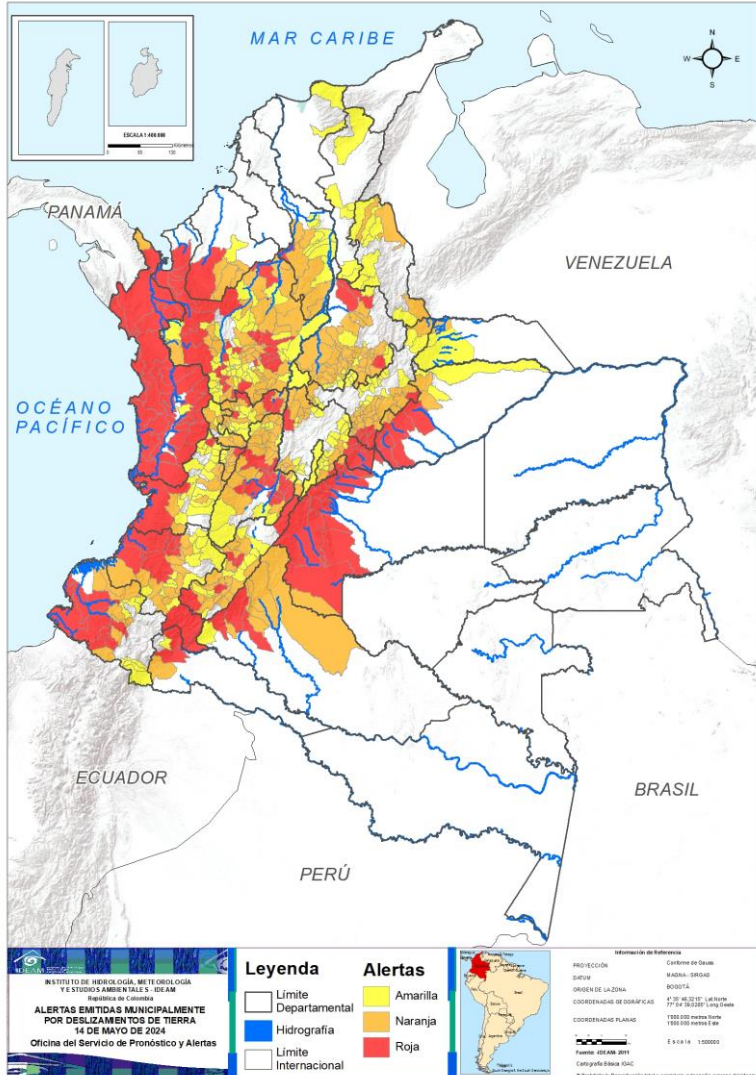 MAR CARIBE
N
W
E
S
ESCALA 1:400.000
PANAMÁ
VENEZUELA
OCÉANO
PACÍFICO
ECUADOR
BRASIL
PERÚ
IDEAM
INSTITUTO DE HIDROLOGÍA, METEOROLOGÍA
Y ESTUDIOS AMBIENTALES - IDEAM
República de Colombia
ALERTAS EMITIDAS MUNICIPALMENTE
POR DESLIZAMIENTOS DE TIERRA
14 DE MAYO DE 2024
Oficina del Servicio de Pronóstico y Alertas
Leyenda
Límite
Departamental
Hidrografía
Límite
Internacional
Alertas
Amarilla
Naranja
Roja
Información de Referencia
PROYECCIÓN Conforme de Gauss
DATUM MAGNA - SIRGAS
ORIGEN DE LA ZONA BOGOTÁ
COORDENADAS GEOGRÁFICAS
COORDENADAS PLANAS 1'000.000 metros Norte
1'000.000 metros Este
Escala
Fuente: IDEAM- 2011
Cartografía Básica IGAC